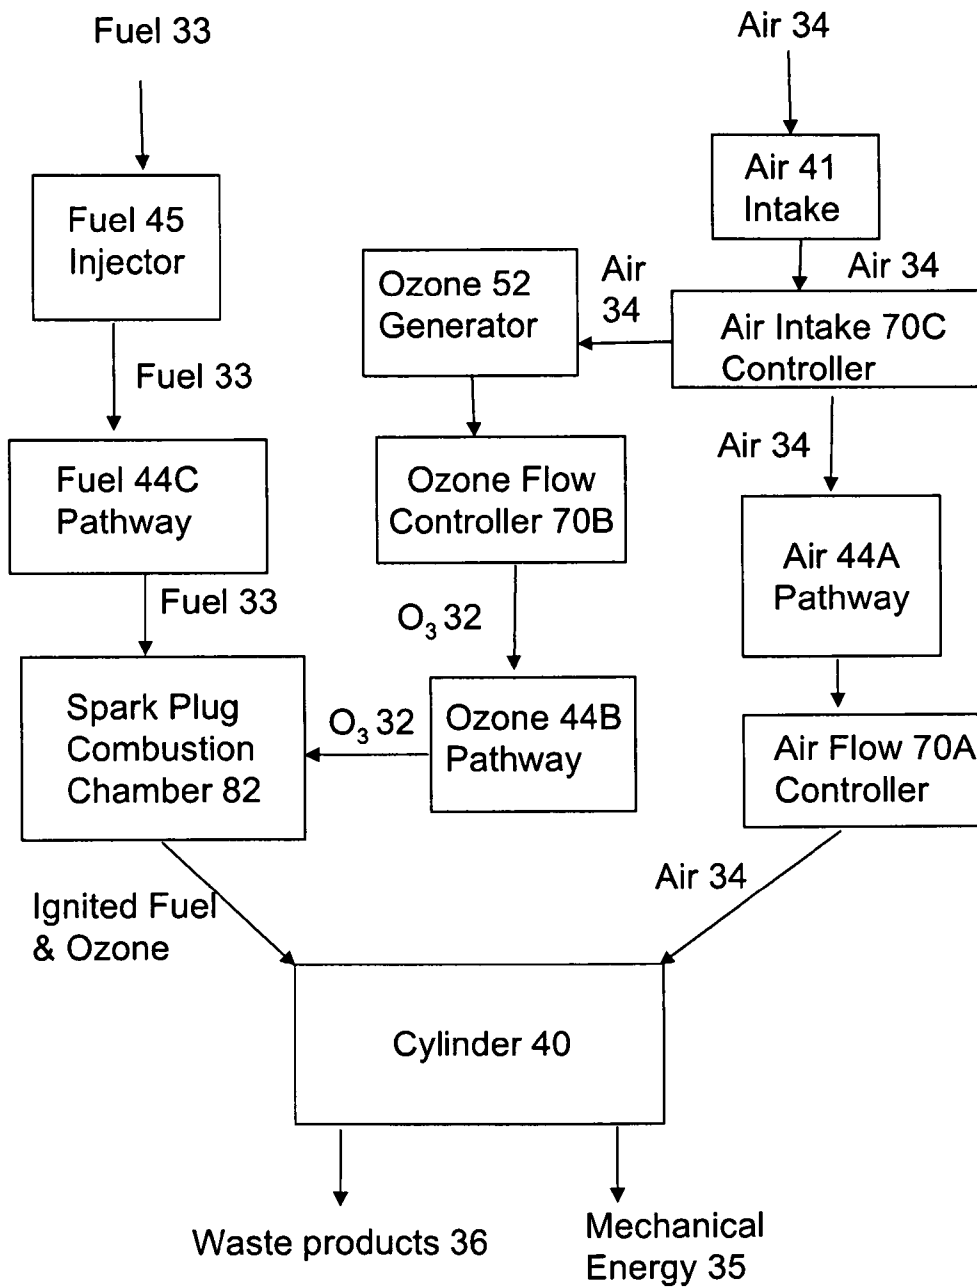 Fuel 33
Air 34
Air 41
Intake
Fuel 45
Injector
Air 34
Air
34
Ozone 52
Generator
Air Intake 70C
Controller
Fuel 33
Air 34
Fuel 44C
Pathway
Ozone Flow
Controller 70B
Air 44A
Pathway
Fuel 33
O₃ 32
Spark Plug
Combustion
Chamber 82
O₃ 32
Ozone 44B
Pathway
Air Flow 70A
Controller
Ignited Fuel
& Ozone
Air 34
Cylinder 40
Waste products 36
Mechanical
Energy 35